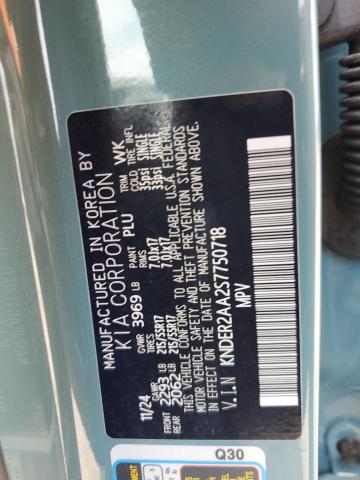 MANUFACTURED IN KOREA BY
KIA CORPORATION
11/24 GVWR 3969 LB PAINT PLU TRIM WK
GAWR TIRES RIMS COLD TIRE INFL
FRONT 2293 LB 215/55R17 7.0JX17 35psi SINGLE
REAR 2062 LB 215/55R17 7.0JX17 35psi SINGLE
THIS VEHICLE CONFORMS TO ALL APPLICABLE U.S.A. FEDERAL
MOTOR VEHICLE SAFETY AND THEFT PREVENTION STANDARDS
IN EFFECT ON THE DATE OF MANUFACTURE SHOWN ABOVE.
V.I.N KNDER2AA2S7750718
MPV
Q30